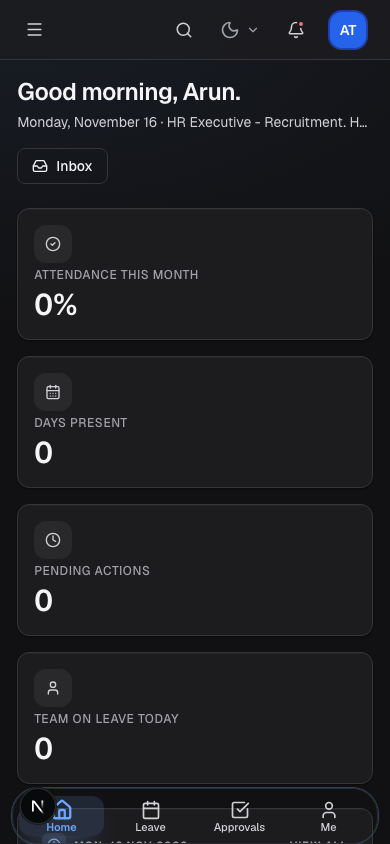 AT
Good morning, Arun.
Monday, November 16 · HR Executive - Recruitment. H...
Inbox
ATTENDANCE THIS MONTH
0%
DAYS PRESENT
0
PENDING ACTIONS
0
TEAM ON LEAVE TODAY
0
N
Home
Leave
Approvals
Me